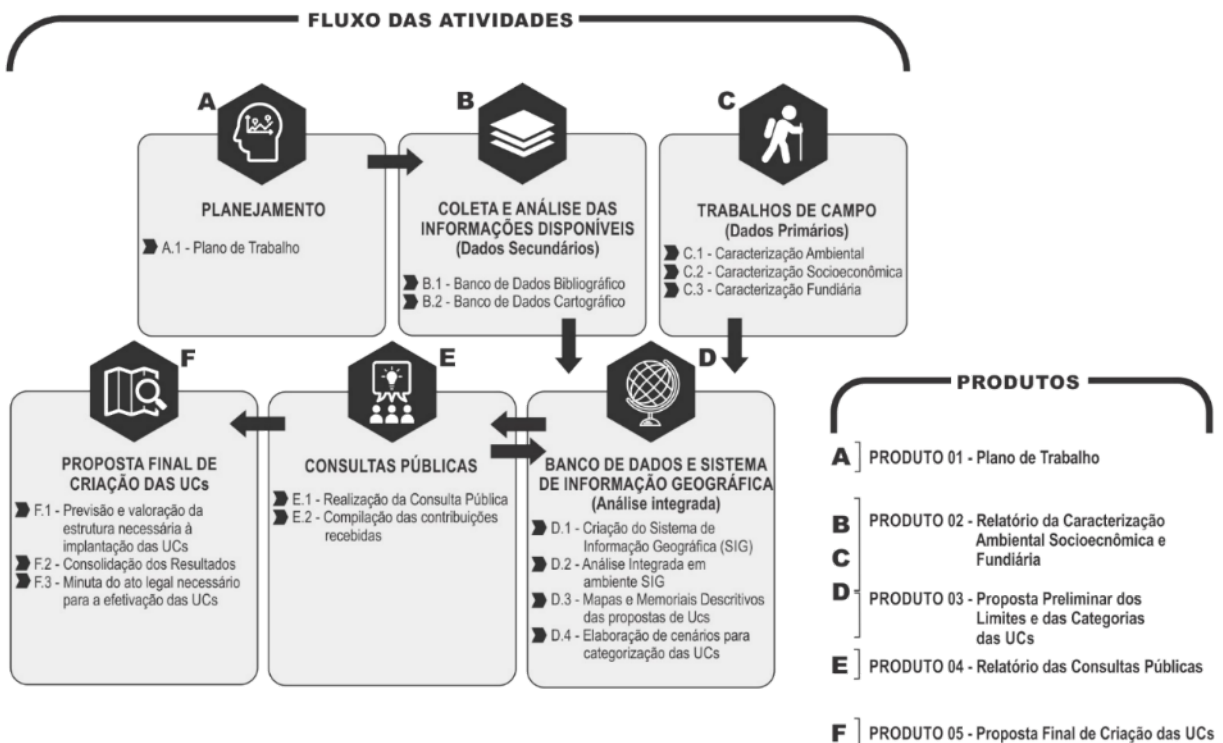 FLUXO DAS ATIVIDADES
A
B
C
PLANEJAMENTO
A.1 - Plano de Trabalho
COLETA E ANÁLISE DAS
INFORMAÇÕES DISPONÍVEIS
(Dados Secundários)
B.1 - Banco de Dados Bibliográfico
B.2 - Banco de Dados Cartográfico
TRABALHOS DE CAMPO
(Dados Primários)
C.1 - Caracterização Ambiental
C.2 - Caracterização Socioeconômica
C.3 - Caracterização Fundiária
F
E
D
PROPOSTA FINAL DE
CRIAÇÃO DAS UCs
F.1 - Previsão e valoração da
estrutura necessária à
implantação das UCs
F.2 - Consolidação dos Resultados
F.3 - Minuta do ato legal necessário
para a efetivação das UCs
CONSULTAS PÚBLICAS
E.1 - Realização da Consulta Pública
E.2 - Compilação das contribuições
recebidas
BANCO DE DADOS E SISTEMA
DE INFORMAÇÃO GEOGRÁFICA
(Análise integrada)
D.1 - Criação do Sistema de
Informação Geográfica (SIG)
D.2 - Análise Integrada em
ambiente SIG
D.3 - Mapas e Memoriais Descritivos
das propostas de Ucs
D.4 - Elaboração de cenários para
categorização das UCs
PRODUTOS
A PRODUTO 01 - Plano de Trabalho
B PRODUTO 02 - Relatório da Caracterização
Ambiental Socioecnômica e
C Fundiária
D PRODUTO 03 - Proposta Preliminar dos
Limites e das Categorias
das UCs
E PRODUTO 04 - Relatório das Consultas Públicas
F PRODUTO 05 - Proposta Final de Criação das UCs